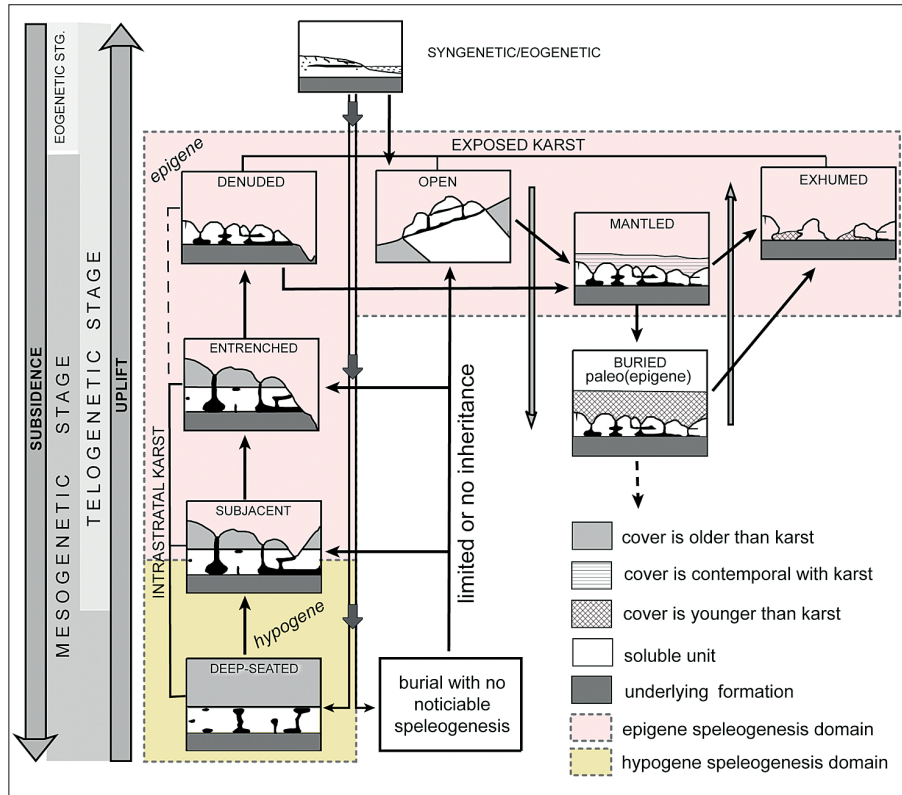 SYNGENETIC/EOGENETIC
EOGENETIC STG.
MESOGENETIC STAGE
TELOGENETIC STAGE
SUBSIDENCE
UPLIFT
epigene
EXPOSED KARST
DENUDED
OPEN
MANTLED
EXHUMED
ENTRENCHED
BURIED
paleo(epigene)
INTRASTRATAL KARST
SUBJACENT
limited or no inheritance
hypogene
DEEP-SEATED
burial with no
noticiable
speleogenesis
cover is older than karst
cover is contemporal with karst
cover is younger than karst
soluble unit
underlying formation
epigene speleogenesis domain
hypogene speleogenesis domain